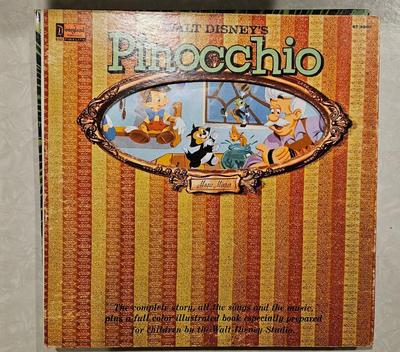 Disneyland
WALT DISNEY'S
Pinocchio
The complete story, all the songs and the music,
plus a full color illustrated book especially prepared
for children by the Walt Disney Studio.